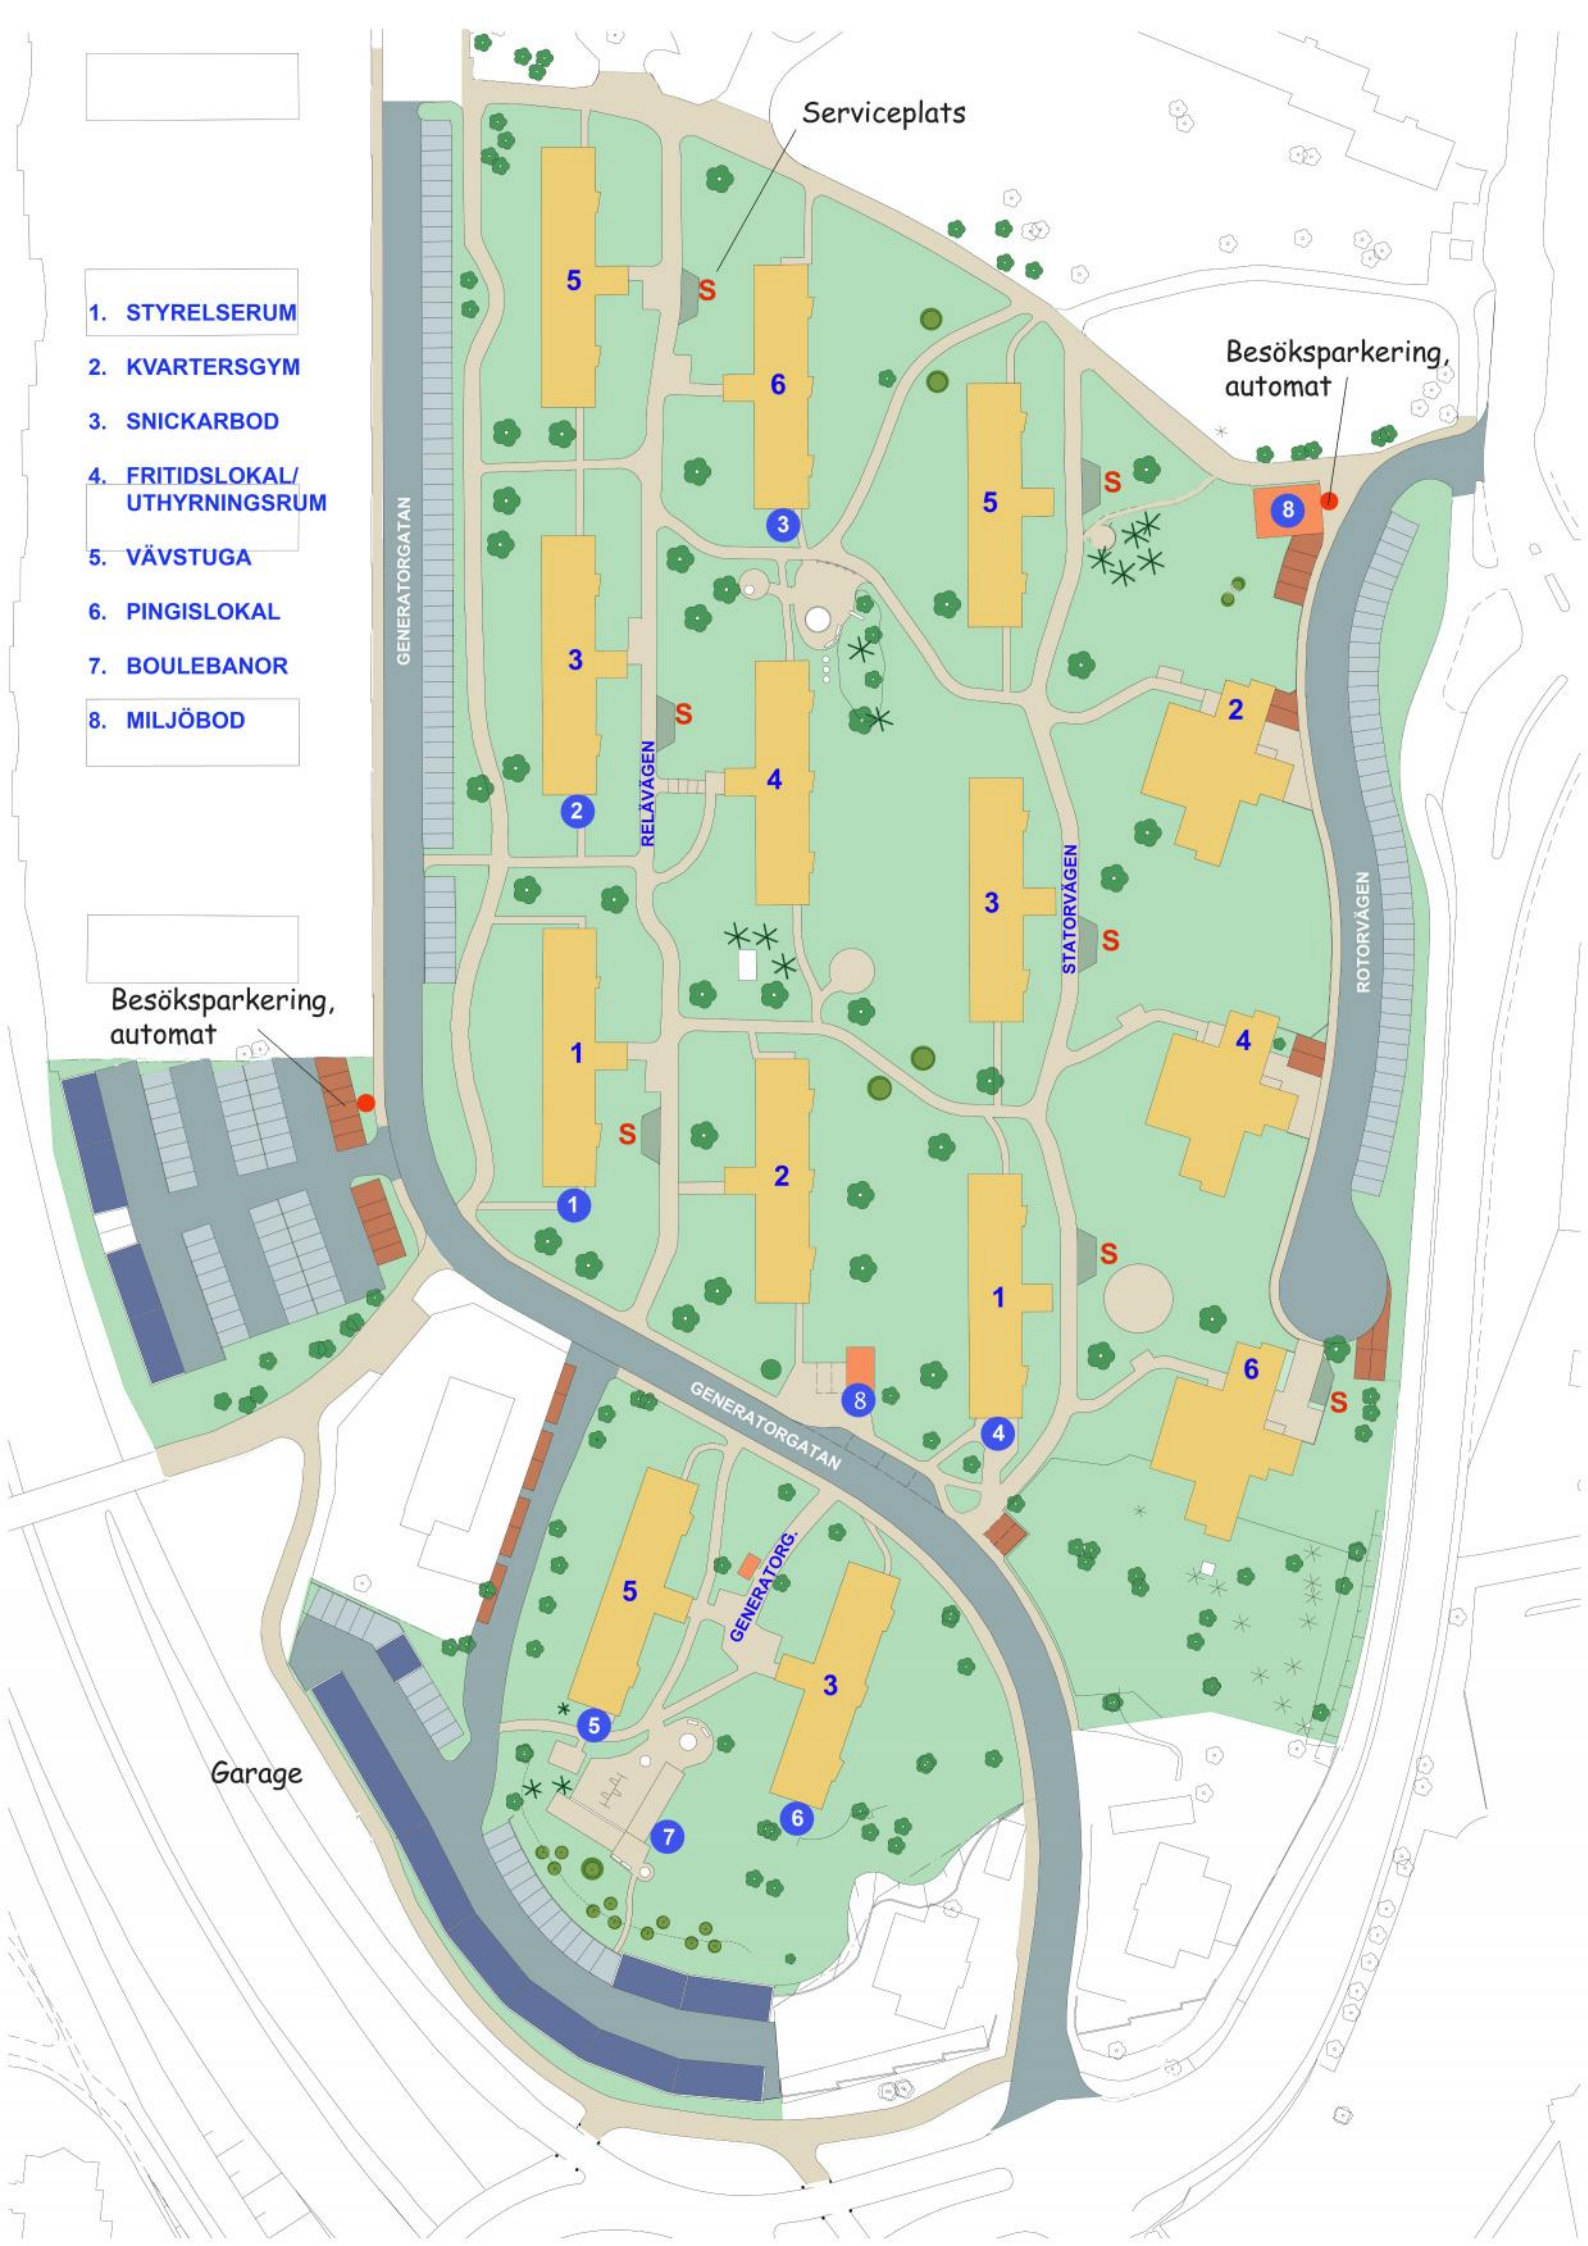 Serviceplats
1. STYRELSERUM
2. KVARTERSGYM
3. SNICKARBOD
4. FRITIDSLOKAL/
UTHYRNINGSRUM
5. VÄVSTUGA
6. PINGISLOKAL
7. BOULEBANOR
8. MILJÖBOD
5
S
6
Besöksparkering,
automat
S
5
8
3
GENERATORGATAN
3
2
S
4
RELÄVÄGEN
2
3
STATORVÄGEN
S
ROTORVÄGEN
Besöksparkering,
automat
1
4
S
2
1
S
1
6
8
S
GENERATORGATAN
4
5
GENERATORG.
3
5
Garage
7
6